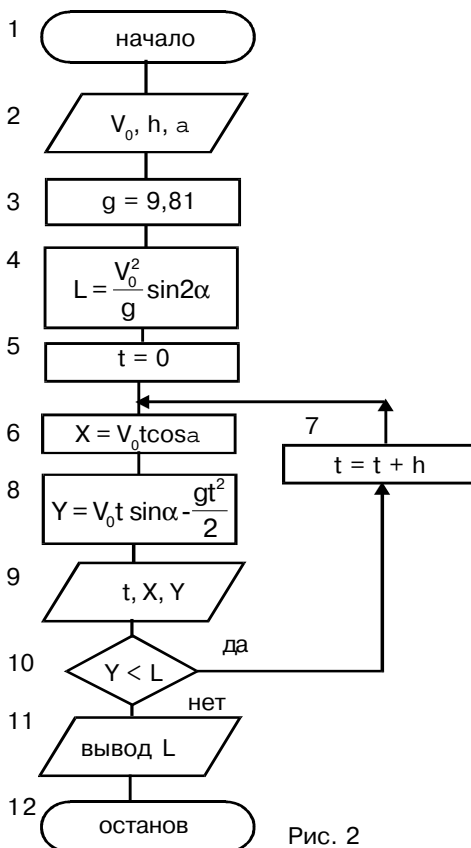 1
начало
2
V₀, h, a
3
g = 9,81
4
L = V₀²/g sin2α
5
t = 0
6
X = V₀tcosa
7
t = t + h
8
Y = V₀t sinα - gt²/2
9
t, X, Y
10
Y < L
да
нет
11
вывод L
12
останов
Рис. 2